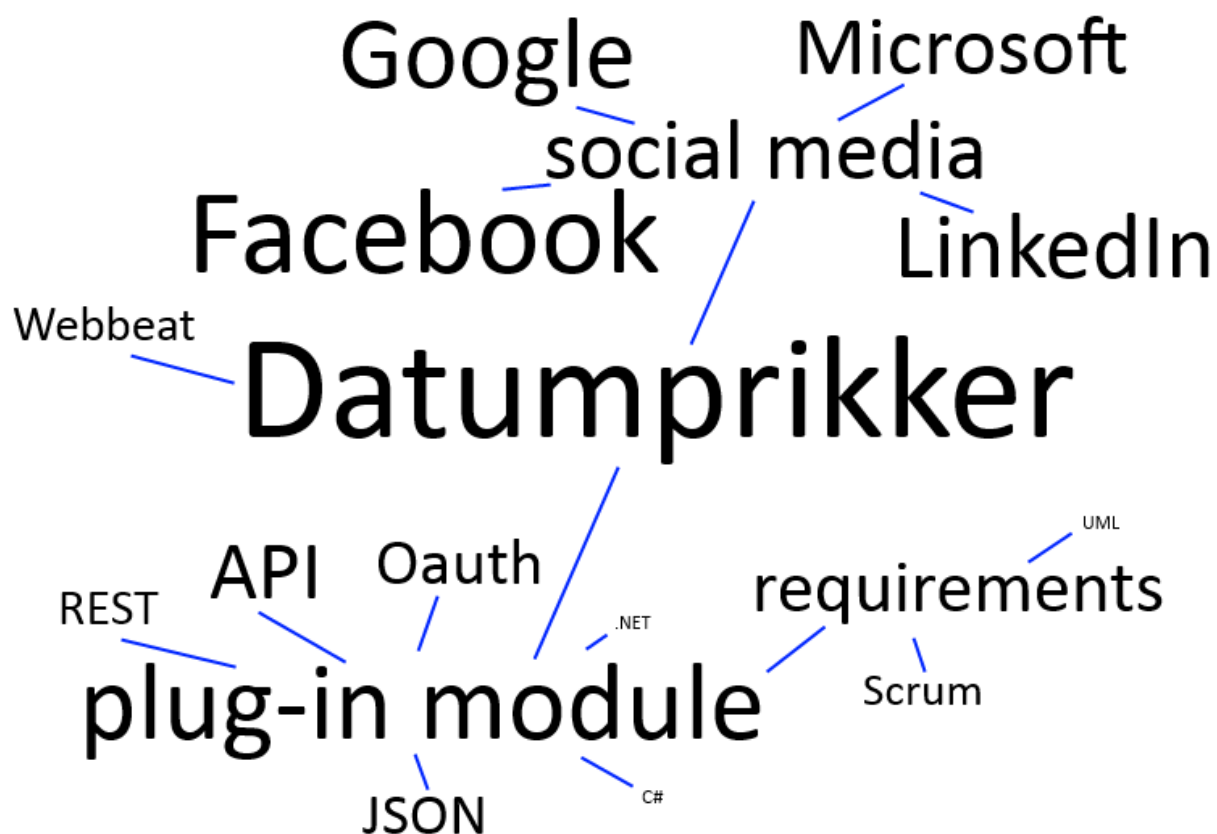 Google
Microsoft
social media
Facebook
LinkedIn
Webbeat
Datumprikker
UML
API
Oauth
requirements
REST
.NET
plug-in module
Scrum
JSON
C#